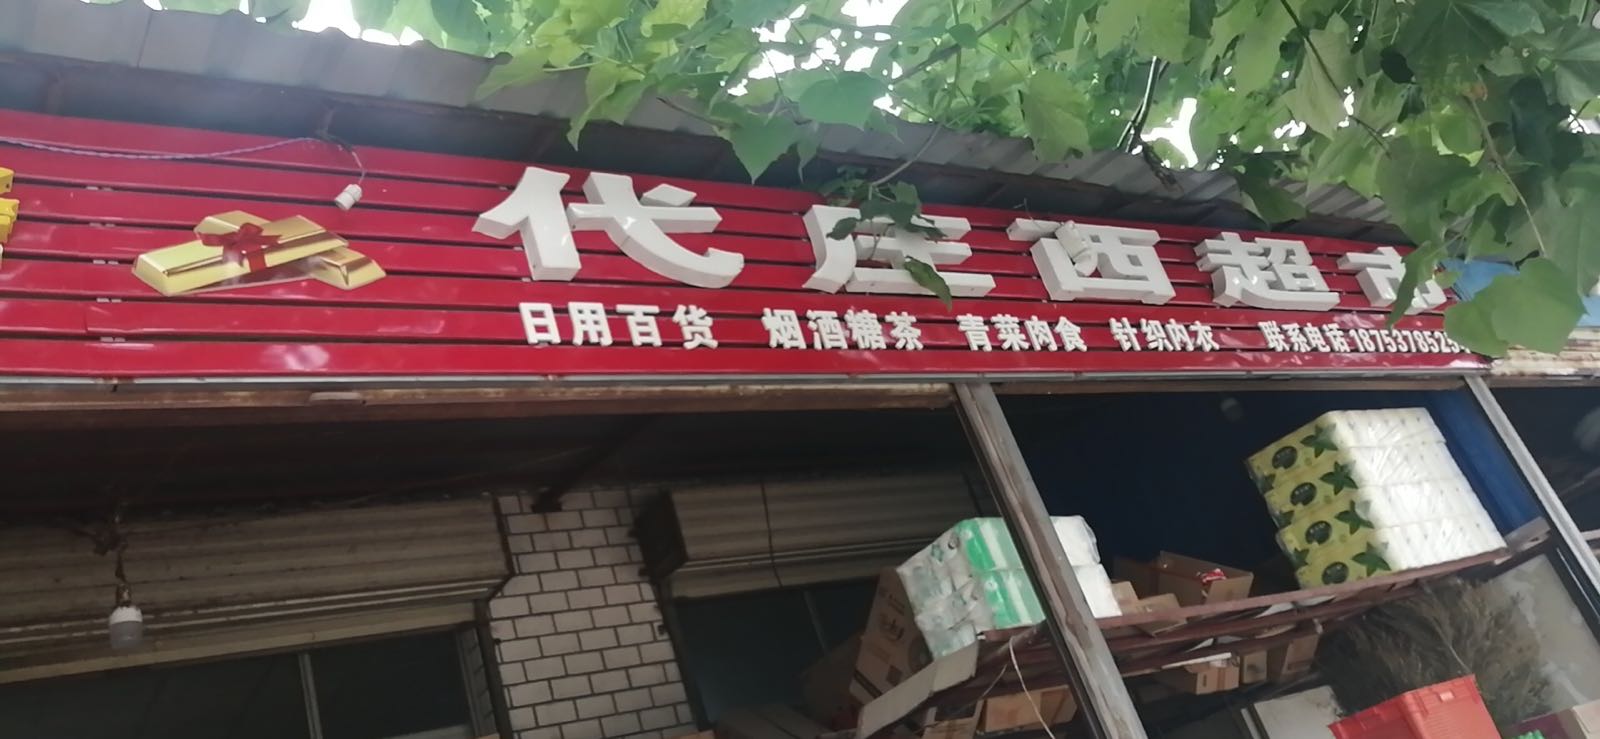 代庄西超市
日用百货 烟酒糖茶 青菜肉食 针织内衣 联系电话 187537852